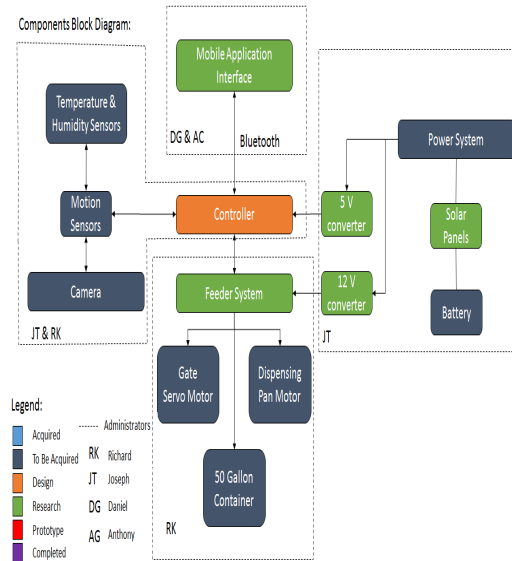 Components Block Diagram:
Mobile Application
Interface
DG & AC
Bluetooth
Temperature &
Humidity Sensors
Motion
Sensors
Camera
JT & RK
Controller
Power System
5 V
converter
Solar
Panels
12 V
converter
Battery
JT
Feeder System
Gate
Servo Motor
Dispensing
Pan Motor
50 Gallon
Container
RK
Legend:
Acquired
To Be Acquired
Design
Research
Prototype
Completed
Administrators
RK Richard
JT Joseph
DG Daniel
AG Anthony